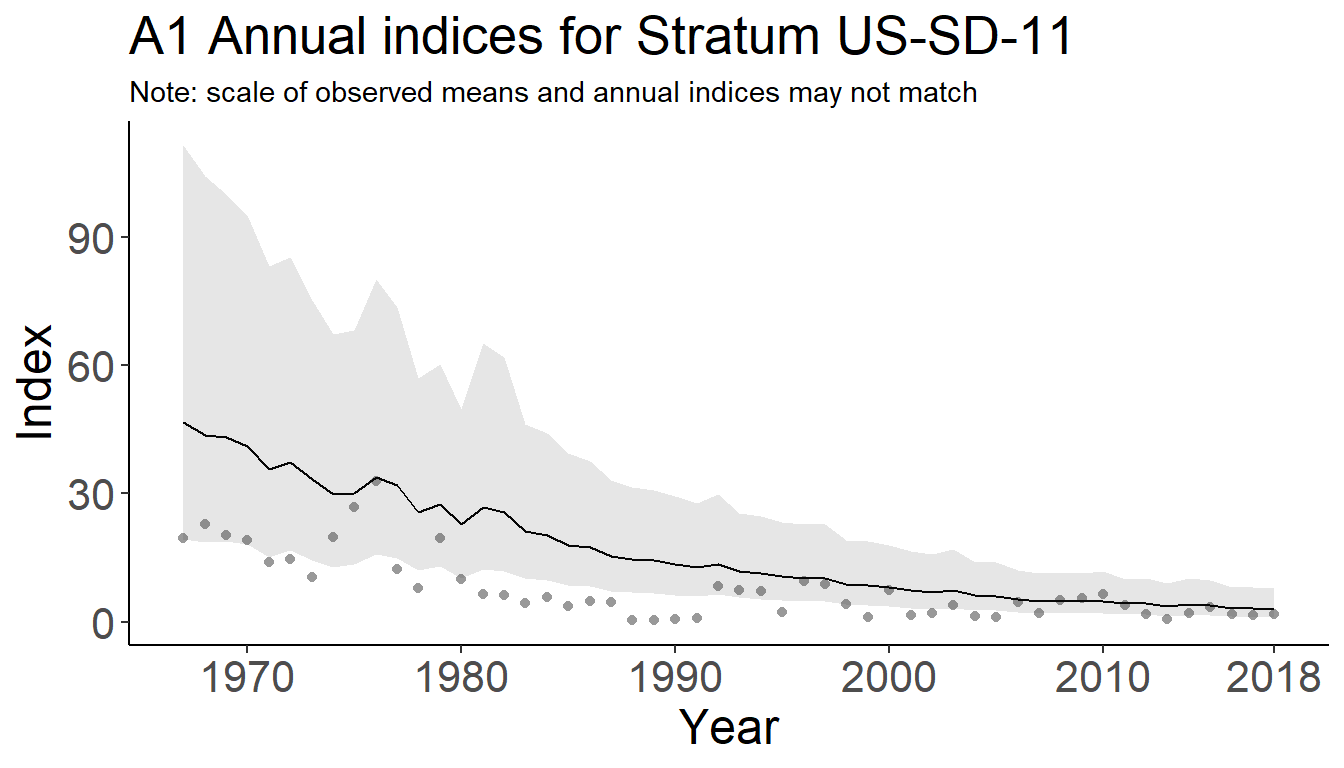 A1 Annual indices for Stratum US-SD-11
Note: scale of observed means and annual indices may not match
90
60
30
0
Index
1970 1980 1990 2000 2010 2018
Year